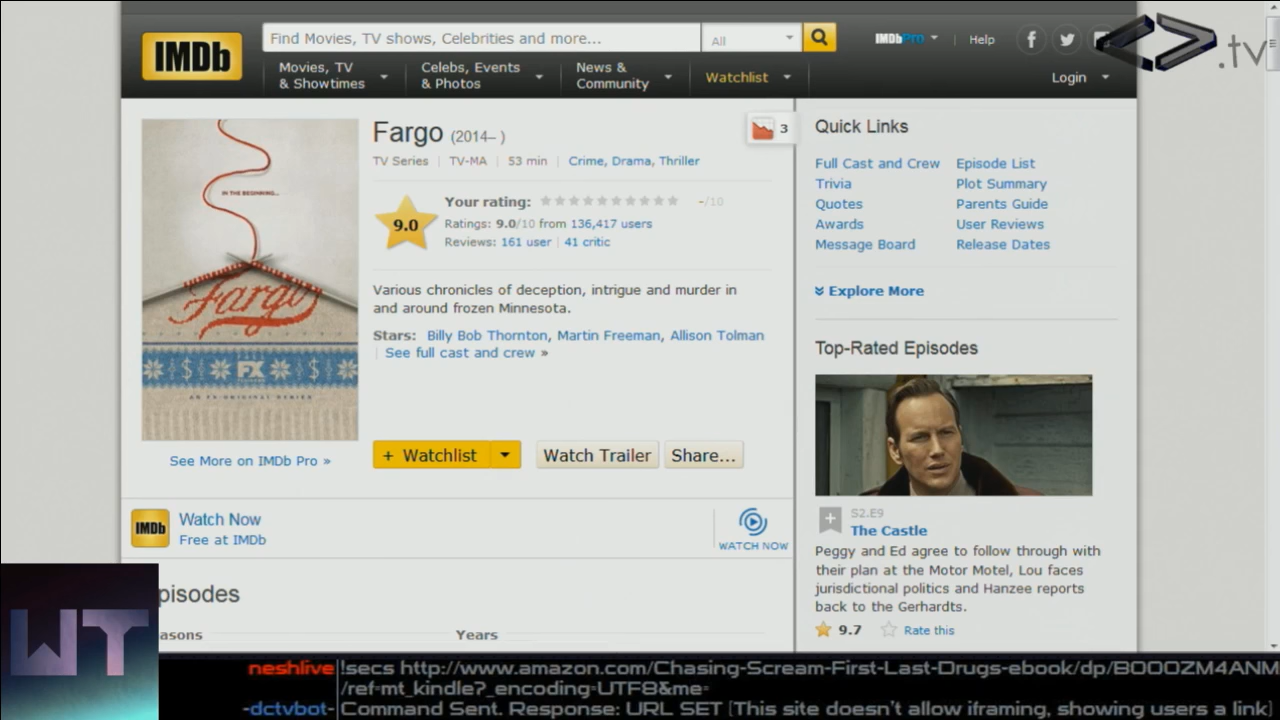 IMDb
Find Movies, TV shows, Celebrities and more...
All
IMDbPro
Help
<>.tv
Movies, TV & Showtimes
Celebs, Events & Photos
News & Community
Watchlist
Login
IN THE BEGINNING...
Fargo
FX
AN FX ORIGINAL SERIES
See More on IMDb Pro »
Fargo (2014– )
3
TV Series | TV-MA | 53 min | Crime, Drama, Thriller
9.0
Your rating: -/10
Ratings: 9.0/10 from 136,417 users
Reviews: 161 user | 41 critic
Various chronicles of deception, intrigue and murder in
and around frozen Minnesota.
Stars: Billy Bob Thornton, Martin Freeman, Allison Tolman
| See full cast and crew »
+ Watchlist
Watch Trailer
Share...
IMDb
Watch Now
Free at IMDb
WATCH NOW
pisodes
asons
Years
Quick Links
Full Cast and Crew
Episode List
Trivia
Plot Summary
Quotes
Parents Guide
Awards
User Reviews
Message Board
Release Dates
Explore More
Top-Rated Episodes
S2.E9
The Castle
Peggy and Ed agree to follow through with
their plan at the Motor Motel, Lou faces
jurisdictional politics and Hanzee reports
back to the Gerhardts.
9.7
Rate this
WT
neshlive !secs http://www.amazon.com/Chasing-Scream-First-Last-Drugs-ebook/dp/B000ZM4ANM
/ref=mt_kindle?_encoding=UTF8&me=
-dctvbot- Command Sent. Response: URL SET [This site doesn't allow iframing, showing users a link]